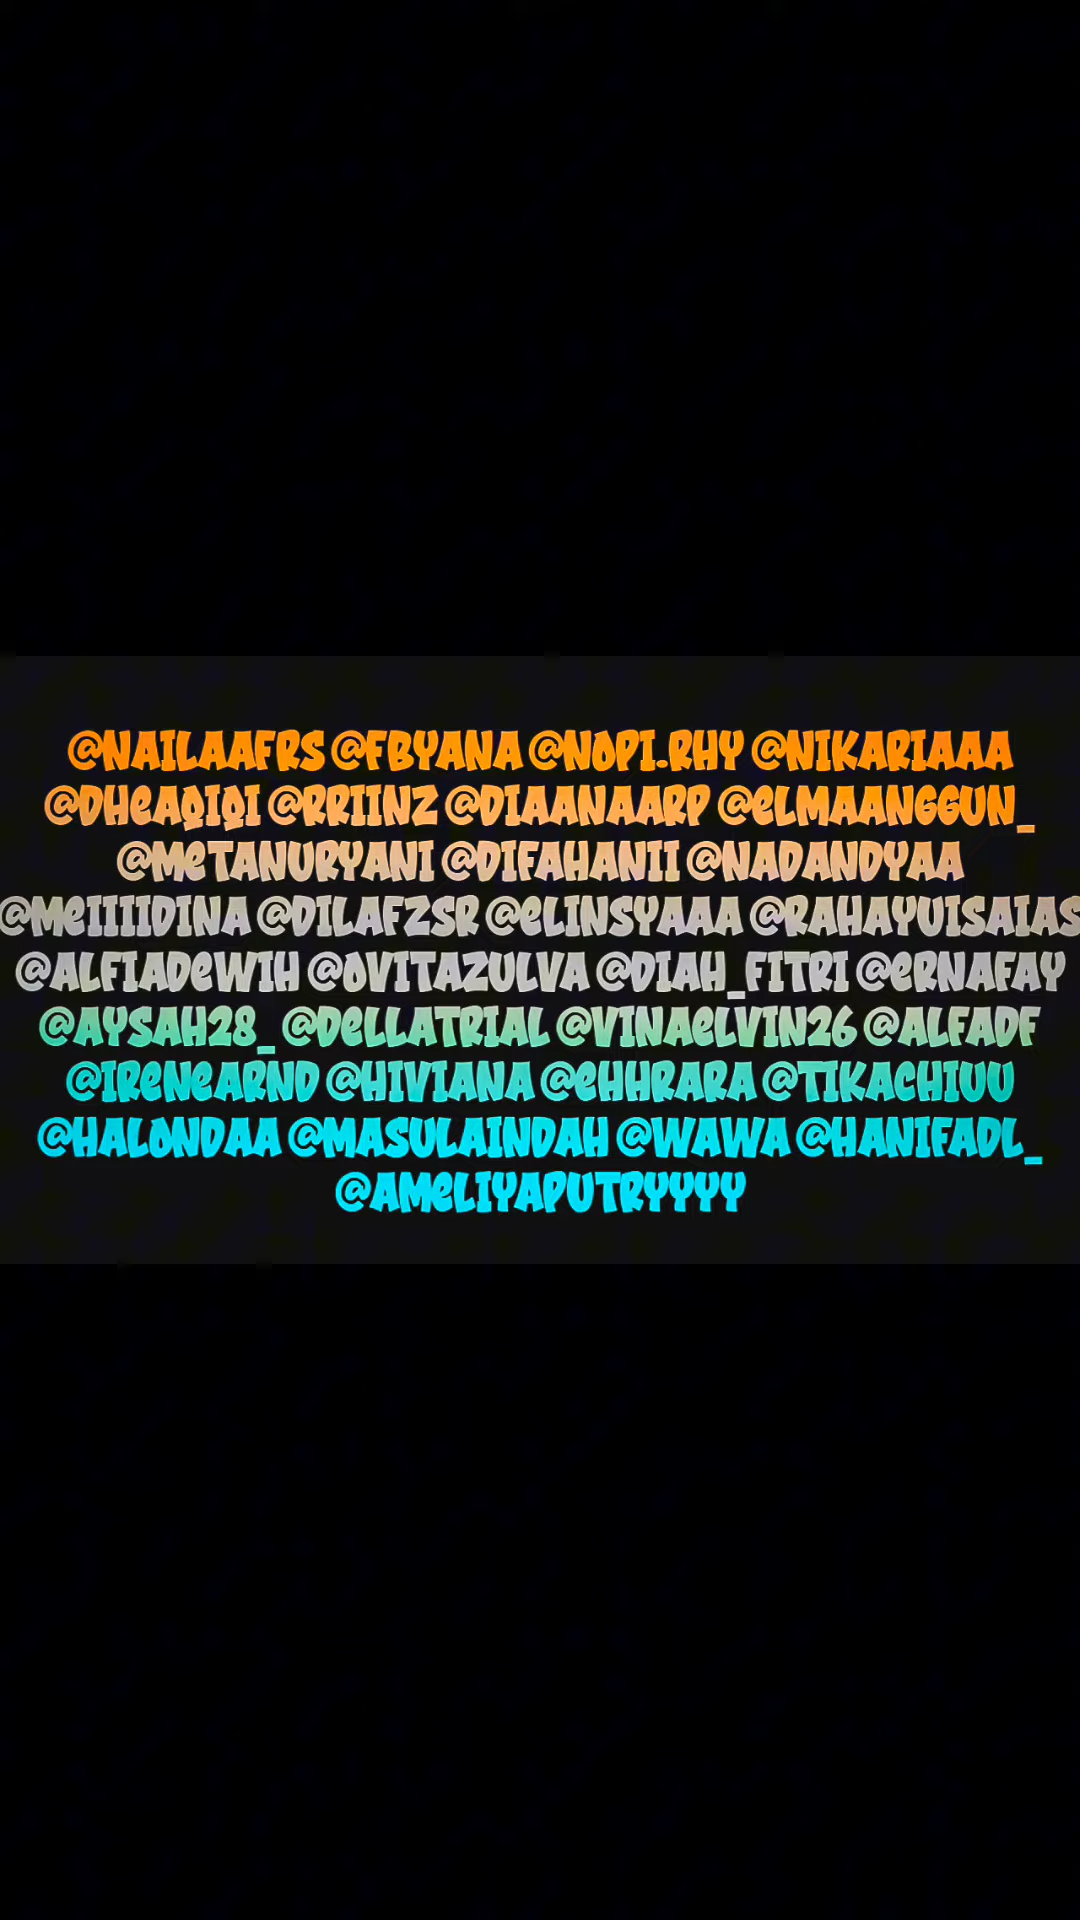 @NAILAAFRS @FBYANA @NOPI.RHY @NIKARIAAA
@DHEAQIQI @RRIINZ @DIAANAARP @ELMAANGGUN_
@METANURYANI @DIFAHANII @NADANDYAA
@MEIIIIDINA @DILAFZSR @ELINSYAAA @RAHAYUISAIAS
@ALFIADEWIH @OVITAZULVA @DIAH_FITRI @ERNAFAY
@AYSAH28_ @DELLATRIAL @VINAELVIN26 @ALFADF
@IRENEARND @HIVIANA @EHHRARA @TIKACHIUU
@HALONDAA @MASULAINDAH @WAWA @HANIFADL_
@AMELIYAPUTRYYYY